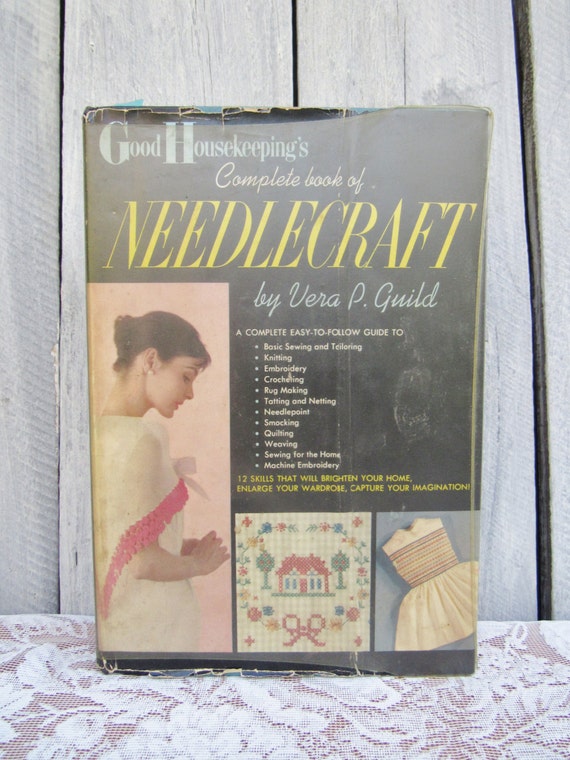 Good Housekeeping's
Complete book of
NEEDLECRAFT
by Vera P. Guild
A COMPLETE EASY-TO-FOLLOW GUIDE TO
• Basic Sewing and Tailoring
• Knitting
• Embroidery
• Crocheting
• Rug Making
• Tatting and Netting
• Needlepoint
• Smocking
• Quilting
• Weaving
• Sewing for the Home
• Machine Embroidery
12 SKILLS THAT WILL BRIGHTEN YOUR HOME,
ENLARGE YOUR WARDROBE, CAPTURE YOUR IMAGINATION!